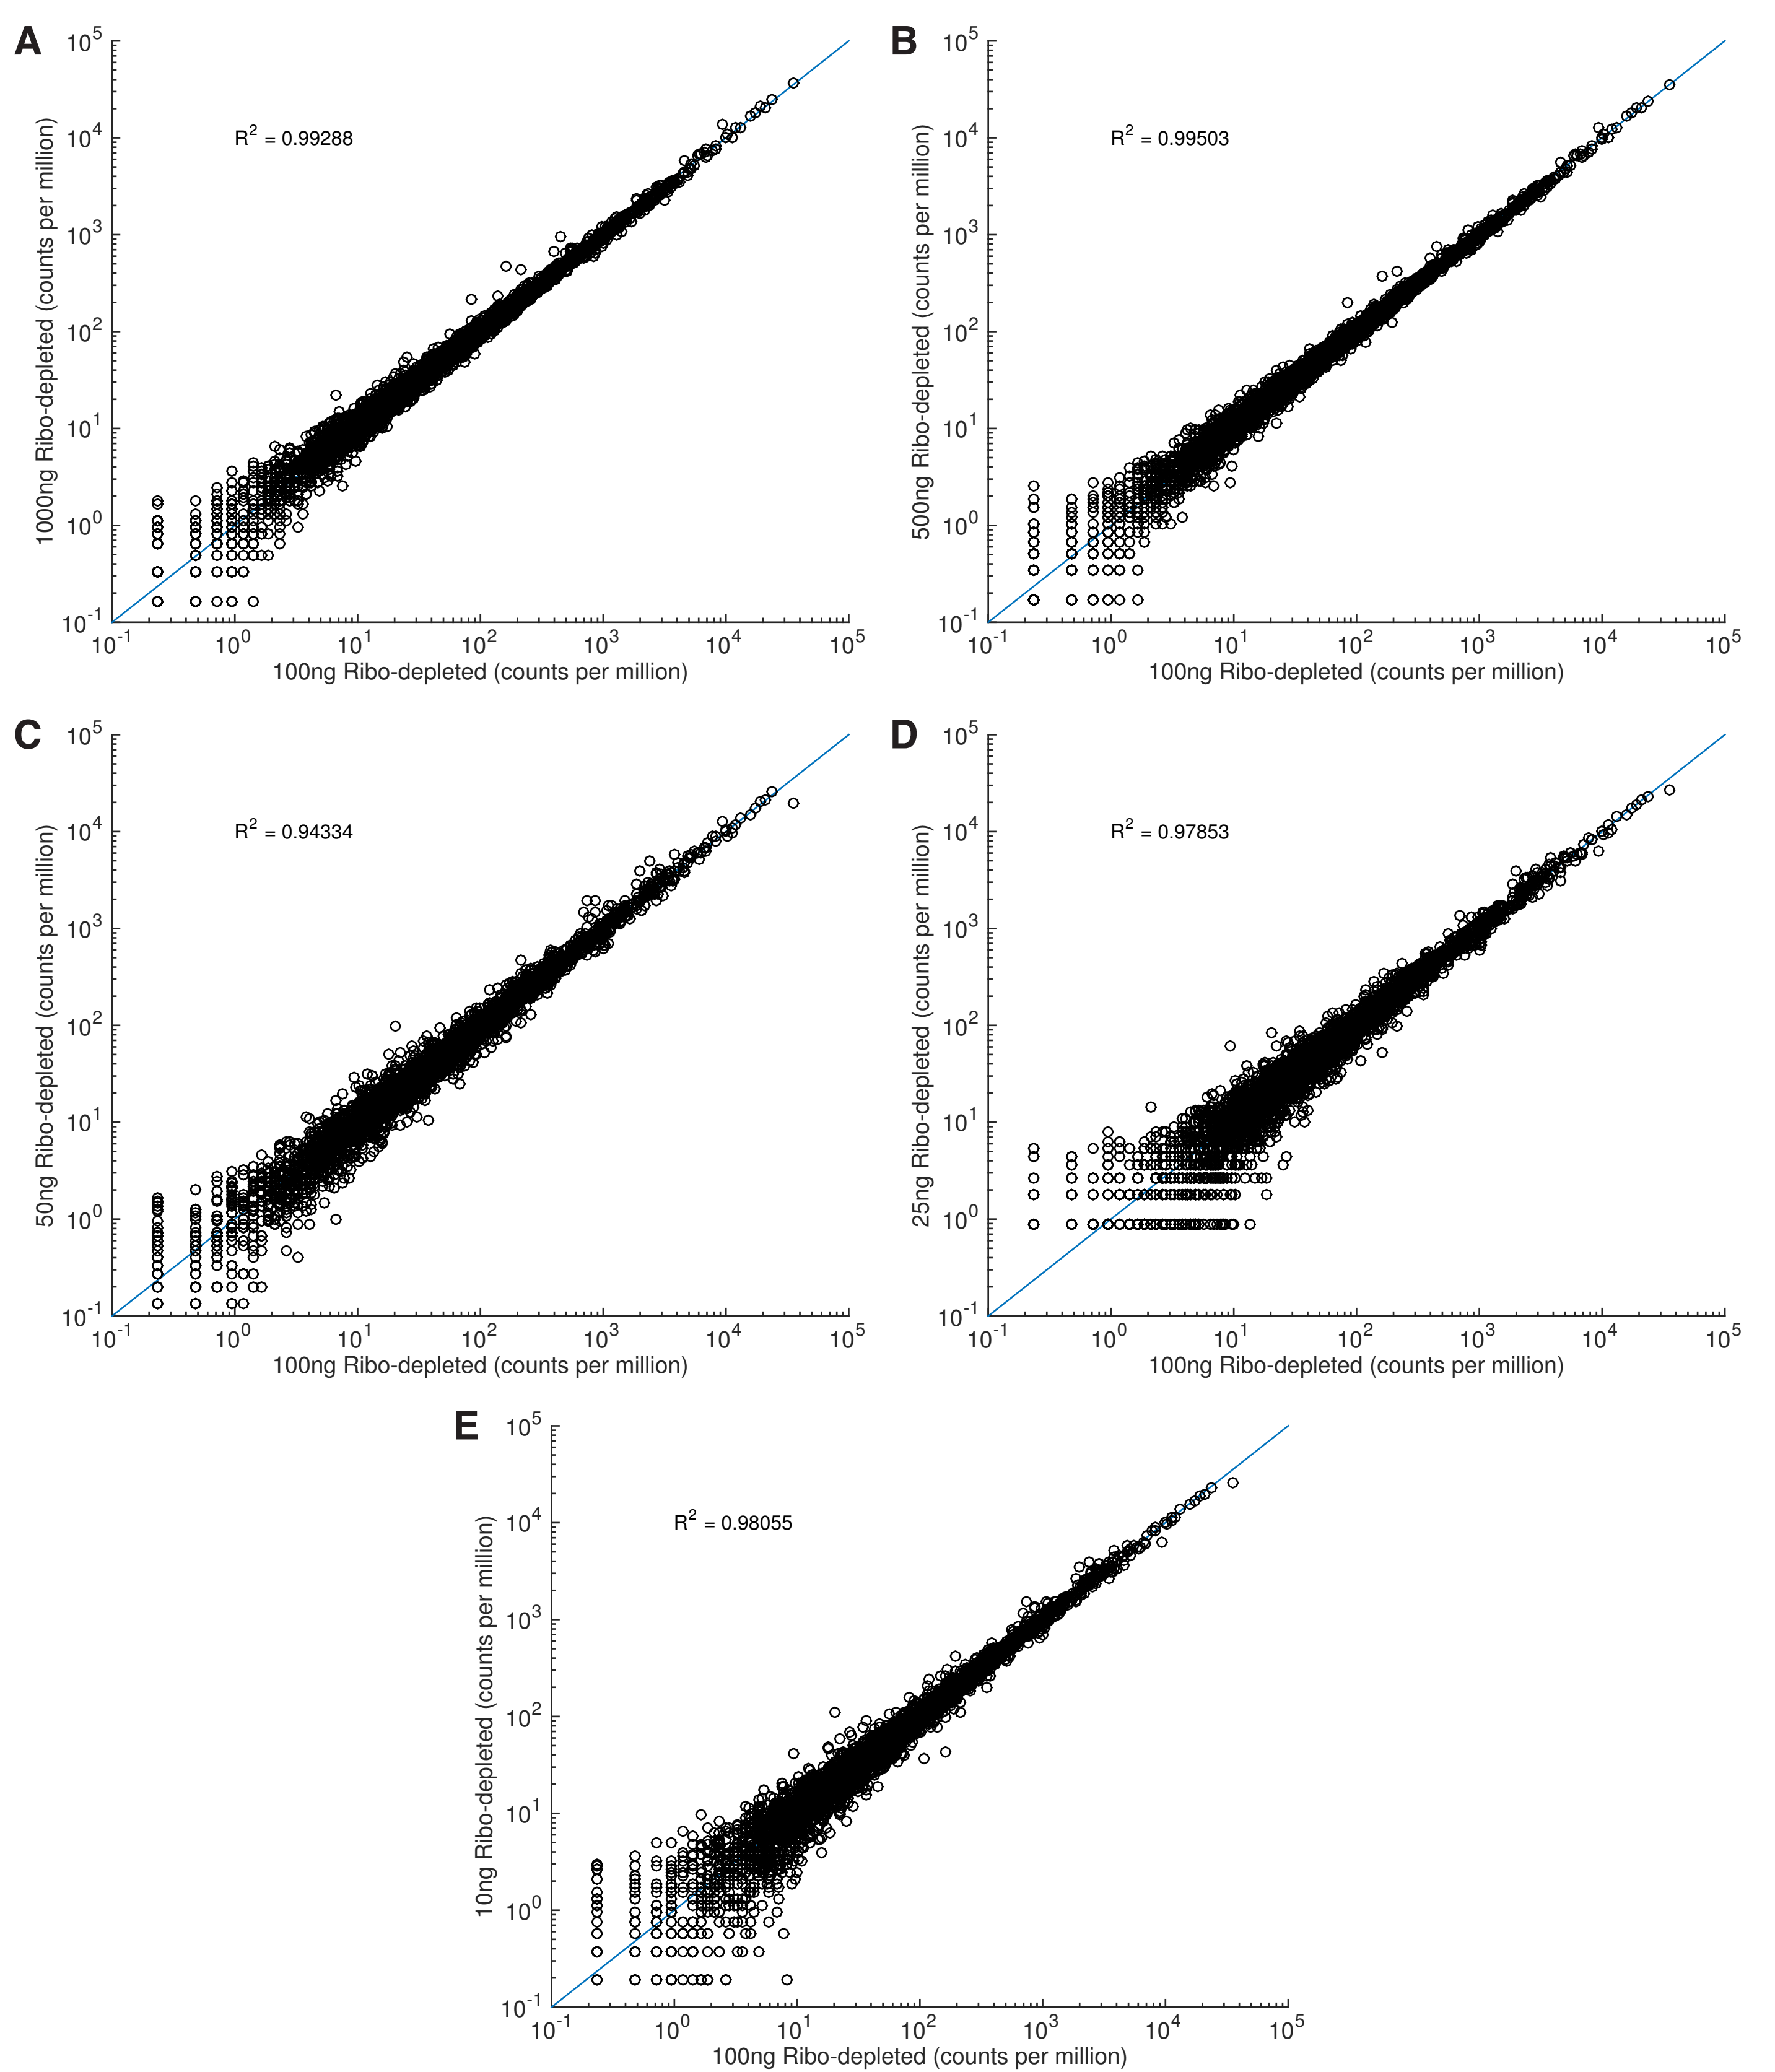 A
10^5
10^4
10^3
10^2
10^1
10^0
10^-1
1000ng Ribo-depleted (counts per million)
R^2 = 0.99288
10^-1 10^0 10^1 10^2 10^3 10^4 10^5
100ng Ribo-depleted (counts per million)
B
10^5
10^4
10^3
10^2
10^1
10^0
10^-1
500ng Ribo-depleted (counts per million)
R^2 = 0.99503
10^-1 10^0 10^1 10^2 10^3 10^4 10^5
100ng Ribo-depleted (counts per million)
C
10^5
10^4
10^3
10^2
10^1
10^0
10^-1
50ng Ribo-depleted (counts per million)
R^2 = 0.94334
10^-1 10^0 10^1 10^2 10^3 10^4 10^5
100ng Ribo-depleted (counts per million)
D
10^5
10^4
10^3
10^2
10^1
10^0
10^-1
25ng Ribo-depleted (counts per million)
R^2 = 0.97853
10^-1 10^0 10^1 10^2 10^3 10^4 10^5
100ng Ribo-depleted (counts per million)
E
10^5
10^4
10^3
10^2
10^1
10^0
10^-1
10ng Ribo-depleted (counts per million)
R^2 = 0.98055
10^-1 10^0 10^1 10^2 10^3 10^4 10^5
100ng Ribo-depleted (counts per million)